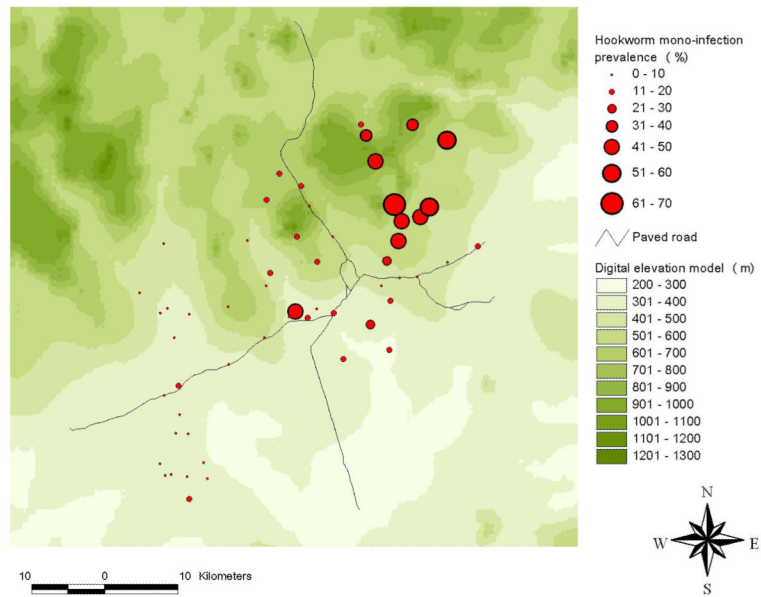 Hookworm mono-infection
prevalence ( %)
0 - 10
11 - 20
21 - 30
31 - 40
41 - 50
51 - 60
61 - 70
Paved road
Digital elevation model ( m)
200 - 300
301 - 400
401 - 500
501 - 600
601 - 700
701 - 800
801 - 900
901 - 1000
1001 - 1100
1101 - 1200
1201 - 1300
N
W E
S
10 0 10 Kilometers